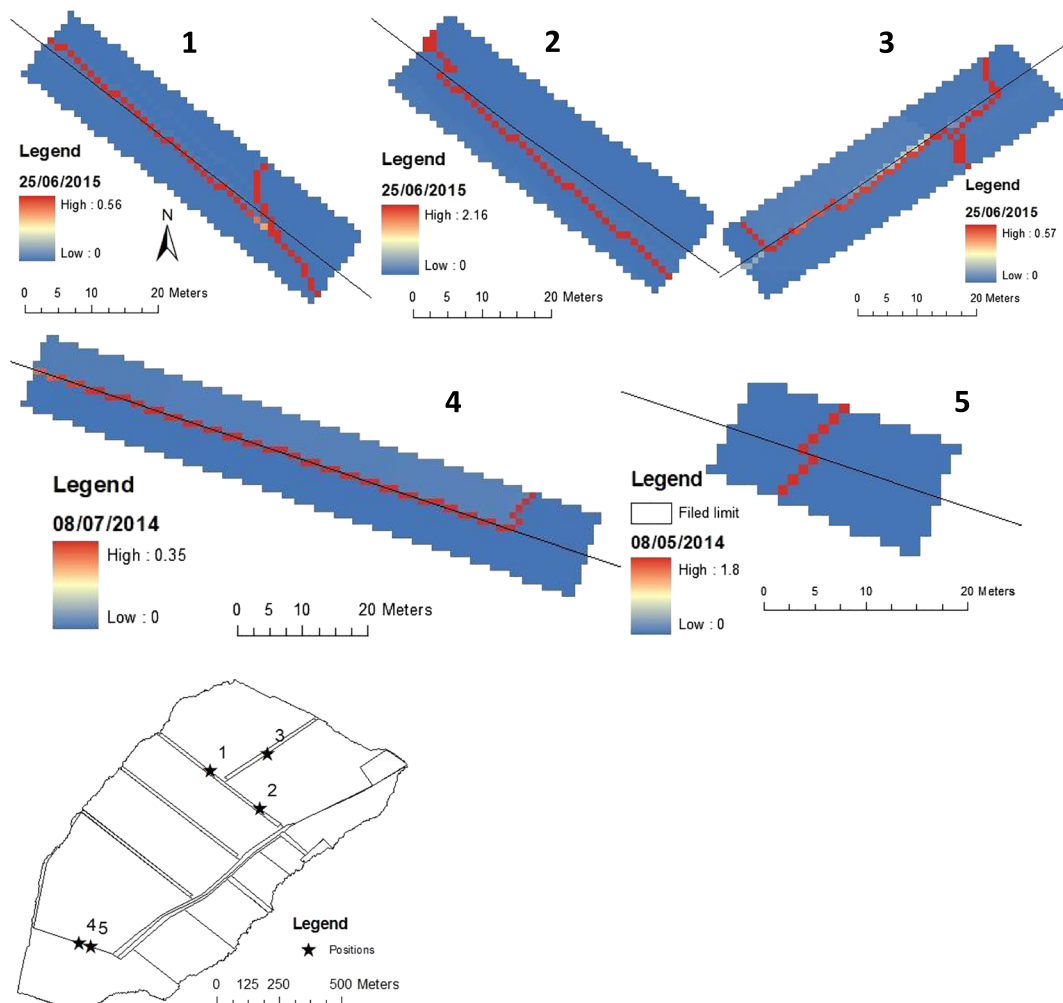 1
Legend
25/06/2015
High : 0.56
Low : 0
N
0 5 10 20 Meters
2
Legend
25/06/2015
High : 2.16
Low : 0
0 5 10 20 Meters
3
Legend
25/06/2015
High : 0.57
Low : 0
0 5 10 20 Meters
4
Legend
08/07/2014
High : 0.35
Low : 0
0 5 10 20 Meters
5
Legend
Filed limit
08/05/2014
High : 1.8
Low : 0
0 5 10 20 Meters
3
1
2
4 5
Legend
Positions
0 125 250 500 Meters